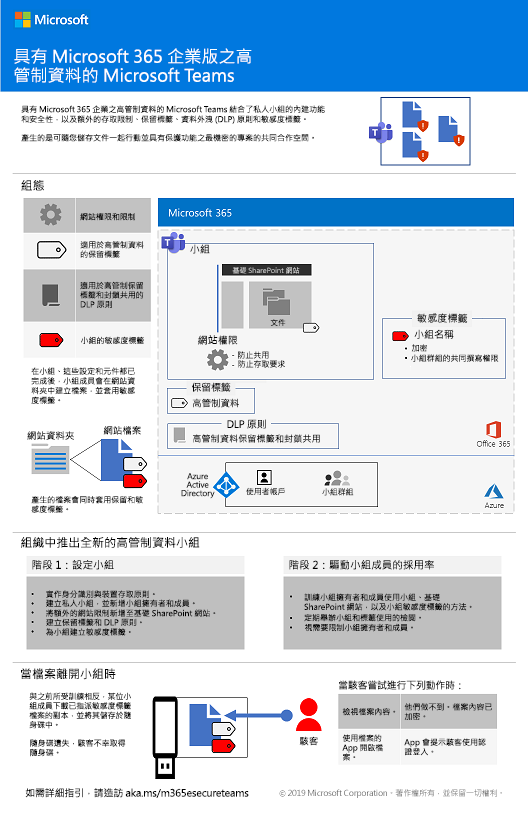 Microsoft
具有 Microsoft 365 企業版之高
管制資料的 Microsoft Teams
具有 Microsoft 365 企業之高管制資料的 Microsoft Teams 結合了私人小組的內建功能
和安全性，以及額外的存取限制、保留標籤、資料外洩 (DLP) 原則和敏感度標籤。
產生的是可隨您儲存文件一起行動並具有保護功能之最機密的專案的共同合作空間。
組態
網站權限和限制
適用於高管制資料
的保留標籤
適用於高管制保留
標籤和封鎖共用的
DLP 原則
小組的敏感度標籤
在小組、這些設定和元件都已
完成後，小組成員會在網站資
料夾中建立檔案，並套用敏感
度標籤。
網站資料夾
網站檔案
產生的檔案會同時套用保留和敏
感度標籤。
Microsoft 365
小組
基礎 SharePoint 網站
文件
網站權限
- 防止共用
- 防止存取要求
敏感度標籤
小組名稱
• 加密
• 小組群組的共同撰寫權限
保留標籤
高管制資料
DLP 原則
高管制資料保留標籤和封鎖共用
Office 365
Azure
Active
Directory
使用者帳戶
小組群組
Azure
組織中推出全新的高管制資料小組
階段 1：設定小組
• 實作身分識別與裝置存取原則。
• 建立私人小組，並新增小組擁有者和成員。
• 將額外的網站限制新增至基礎 SharePoint 網站。
• 建立保留標籤和 DLP 原則。
• 為小組建立敏感度標籤。
階段 2：驅動小組成員的採用率
• 訓練小組擁有者和成員使用小組、基礎
SharePoint 網站，以及小組敏感度標籤的方法。
• 定期舉辦小組和標籤使用的檢閱。
• 視需要限制小組擁有者和成員。
當檔案離開小組時
與之前所受訓練相反，某位小
組成員下載已指派敏感度標籤
檔案的副本，並將其儲存於隨
身碟中。
隨身碟遺失，顧客不幸取得
隨身碟。
駭客
當駭客嘗試進行下列動作時：
檢視檔案內容。
他們做不到。檔案內容已
加密。
使用檔案的
App 開啟檔
案。
App 會提示駭客使用認
證登入。
如需詳細指引，請造訪 aka.ms/m365esecureteams
© 2019 Microsoft Corporation。著作權所有，並保留一切權利。